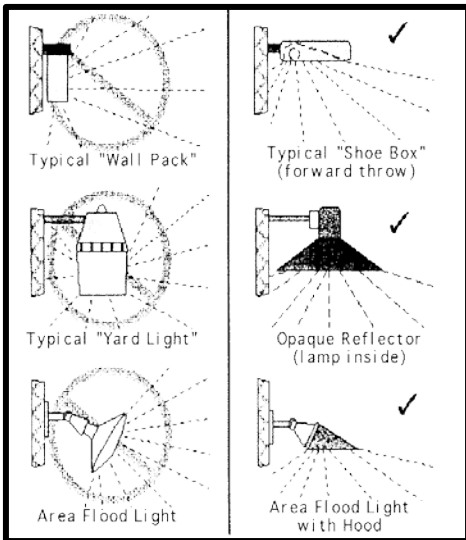 Typical "Wall Pack"
Typical "Shoe Box"
(forward throw)
Typical "Yard Light"
Opaque Reflector
(lamp inside)
Area Flood Light
Area Flood Light
with Hood